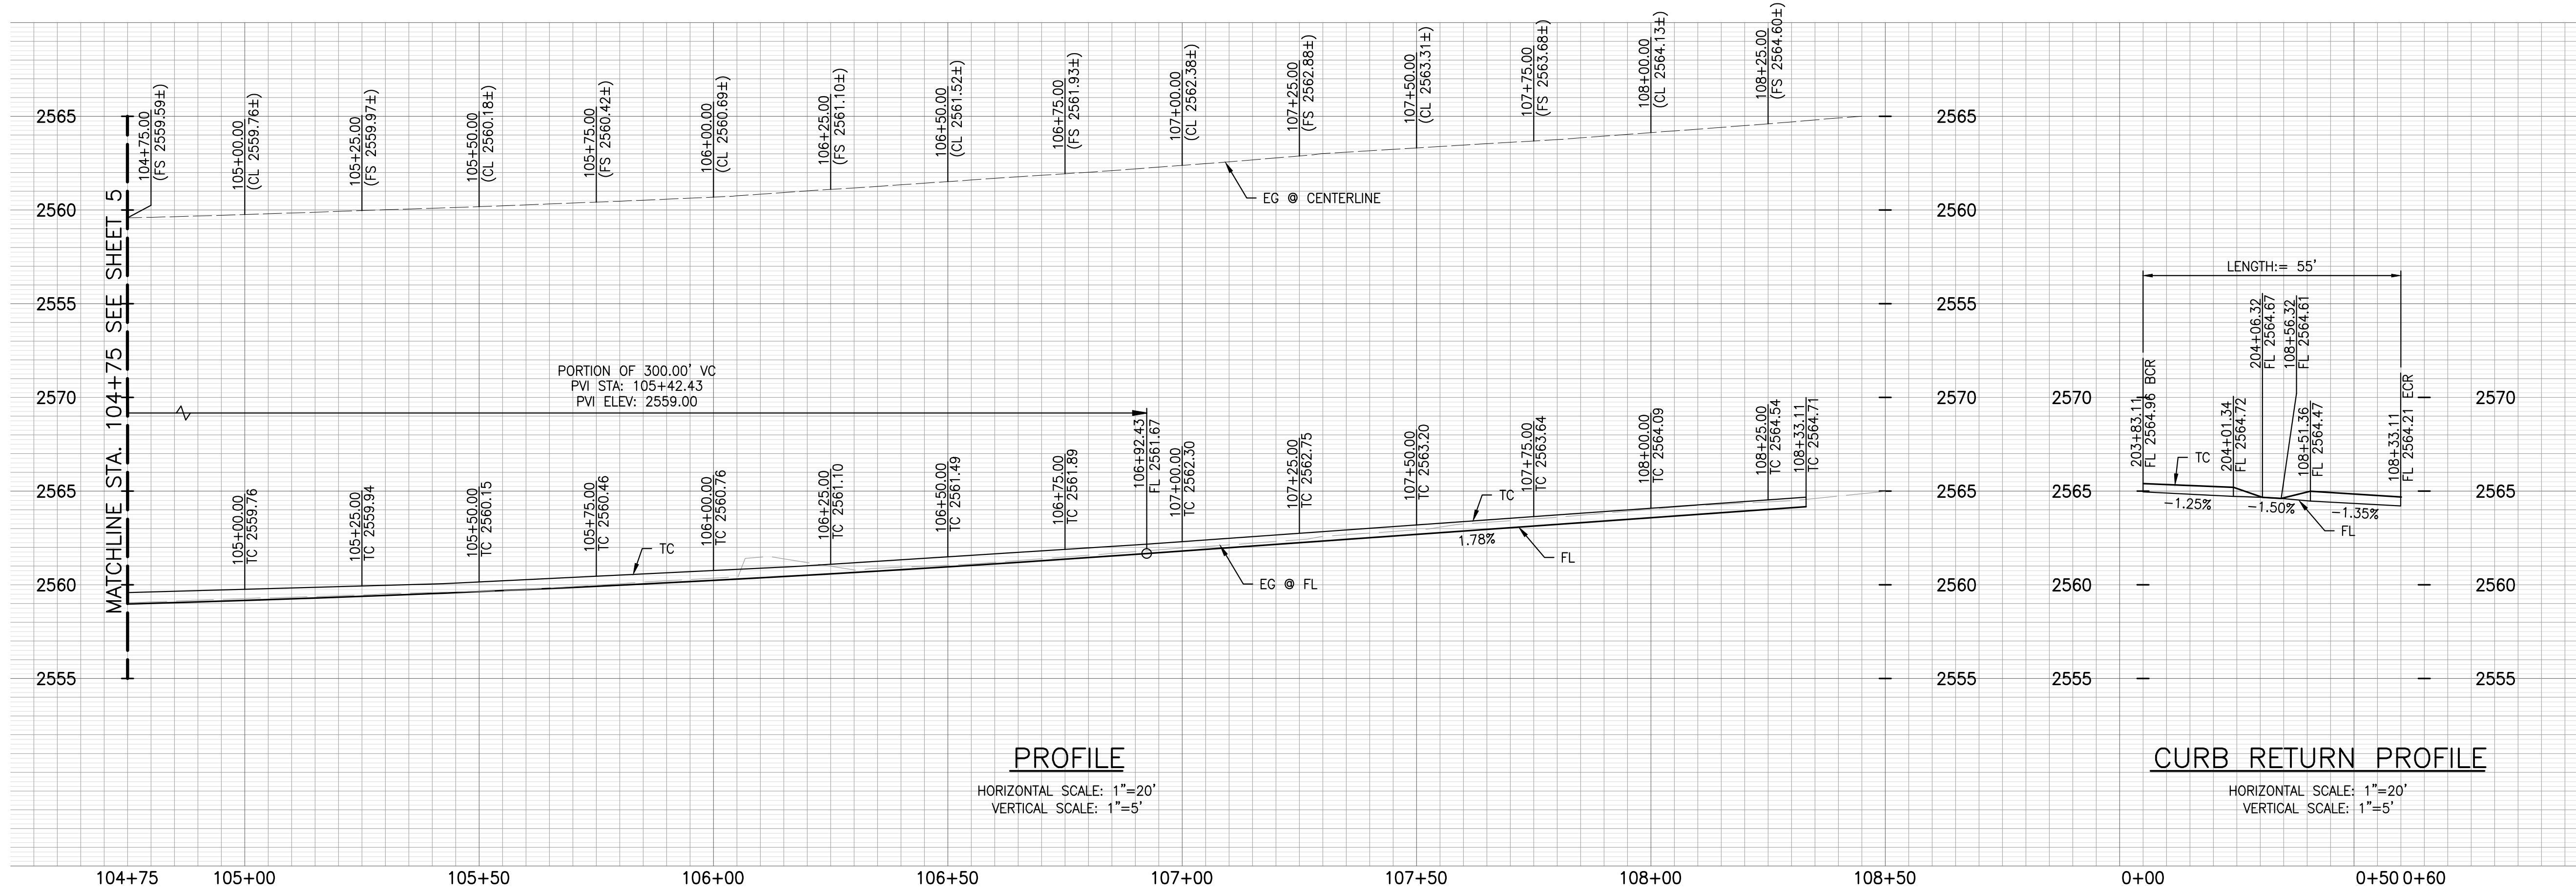 104+75.00
(FS 2559.59±)
105+00.00
(CL 2559.76±)
105+25.00
(FS 2559.97±)
105+50.00
(CL 2560.18±)
105+75.00
(FS 2560.42±)
106+00.00
(CL 2560.69±)
106+25.00
(FS 2561.10±)
106+50.00
(CL 2561.52±)
106+75.00
(FS 2561.93±)
107+00.00
(CL 2562.38±)
107+25.00
(FS 2562.88±)
107+50.00
(CL 2563.31±)
107+75.00
(FS 2563.68±)
108+00.00
(CL 2564.13±)
108+25.00
(FS 2564.60±)
2565
2560
2555
2570
2565
2560
2555
MATCHLINE STA. 104+75 SEE SHEET 5
EG @ CENTERLINE
2565
2560
2555
2570
2565
2560
2555
PORTION OF 300.00' VC
PVI STA: 105+42.43
PVI ELEV: 2559.00
105+00.00
TC 2559.76
105+25.00
TC 2559.94
105+50.00
TC 2560.15
105+75.00
TC 2560.46
106+00.00
TC 2560.76
106+25.00
TC 2561.10
106+50.00
TC 2561.49
106+75.00
TC 2561.89
106+92.43
FL 2561.67
107+00.00
TC 2562.30
107+25.00
TC 2562.75
107+50.00
TC 2563.20
107+75.00
TC 2563.64
108+00.00
TC 2564.09
108+25.00
TC 2564.54
108+33.11
TC 2564.71
TC
TC
1.78%
FL
EG @ FL
PROFILE
HORIZONTAL SCALE: 1"=20'
VERTICAL SCALE: 1"=5'
104+75
105+00
105+50
106+00
106+50
107+00
107+50
108+00
108+50
LENGTH:= 55'
203+83.11
FL 2564.96 BCR
204+01.34
FL 2564.72
204+06.32
FL 2564.67
108+56.32
FL 2564.61
108+51.36
FL 2564.47
108+33.11
FL 2564.21 ECR
2570
2565
2560
2555
TC
-1.25%
-1.50%
-1.35%
FL
2570
2565
2560
2555
CURB RETURN PROFILE
HORIZONTAL SCALE: 1"=20'
VERTICAL SCALE: 1"=5'
0+00
0+50
0+60